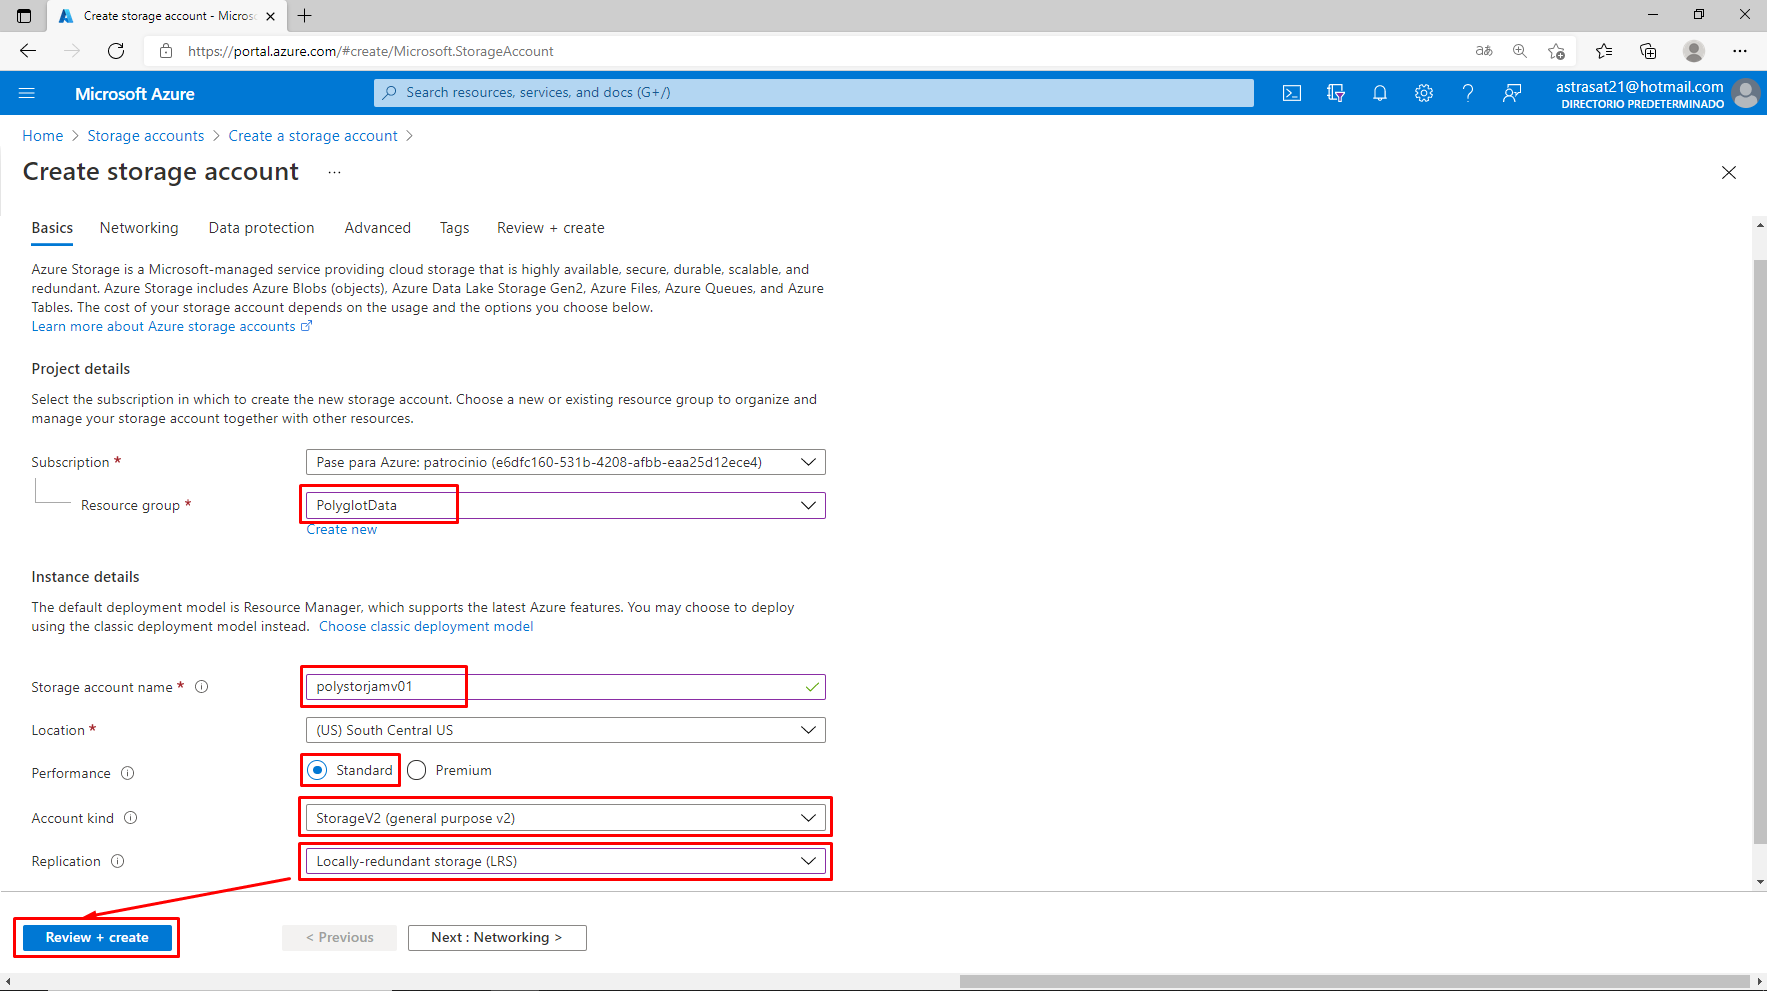 Create storage account - Micros
https://portal.azure.com/#create/Microsoft.StorageAccount
aあ
Microsoft Azure
Search resources, services, and docs (G+/)
astrasat21@hotmail.com
DIRECTORIO PREDETERMINADO
Home > Storage accounts > Create a storage account >
Create storage account ...
Basics Networking Data protection Advanced Tags Review + create
Azure Storage is a Microsoft-managed service providing cloud storage that is highly available, secure, durable, scalable, and
redundant. Azure Storage includes Azure Blobs (objects), Azure Data Lake Storage Gen2, Azure Files, Azure Queues, and Azure
Tables. The cost of your storage account depends on the usage and the options you choose below.
Learn more about Azure storage accounts
Project details
Select the subscription in which to create the new storage account. Choose a new or existing resource group to organize and
manage your storage account together with other resources.
Subscription * Pase para Azure: patrocinio (e6dfc160-531b-4208-afbb-eaa25d12ece4)
Resource group * PolyglotData
Create new
Instance details
The default deployment model is Resource Manager, which supports the latest Azure features. You may choose to deploy
using the classic deployment model instead. Choose classic deployment model
Storage account name * polystorjamv01
Location * (US) South Central US
Performance Standard Premium
Account kind StorageV2 (general purpose v2)
Replication Locally-redundant storage (LRS)
Review + create < Previous Next : Networking >